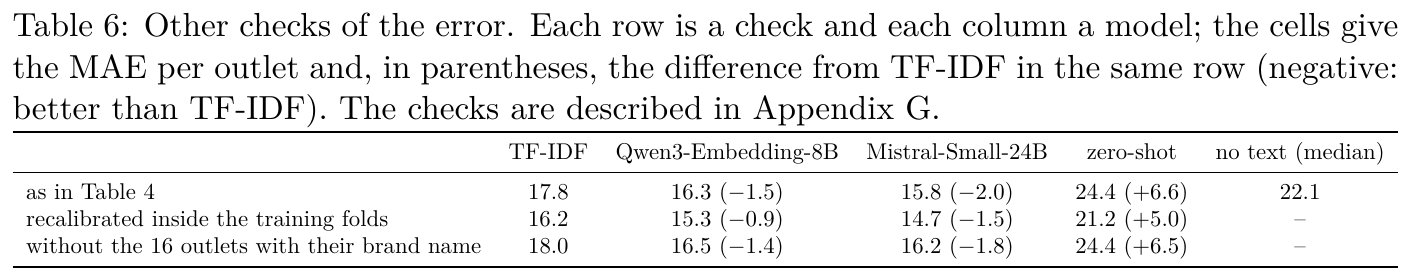 Table 6: Other checks of the error. Each row is a check and each column a model; the cells give
the MAE per outlet and, in parentheses, the difference from TF-IDF in the same row (negative:
better than TF-IDF). The checks are described in Appendix G.
TF-IDF Qwen3-Embedding-8B Mistral-Small-24B zero-shot no text (median)
as in Table 4 17.8 16.3 (−1.5) 15.8 (−2.0) 24.4 (+6.6) 22.1
recalibrated inside the training folds 16.2 15.3 (−0.9) 14.7 (−1.5) 21.2 (+5.0) –
without the 16 outlets with their brand name 18.0 16.5 (−1.4) 16.2 (−1.8) 24.4 (+6.5) –